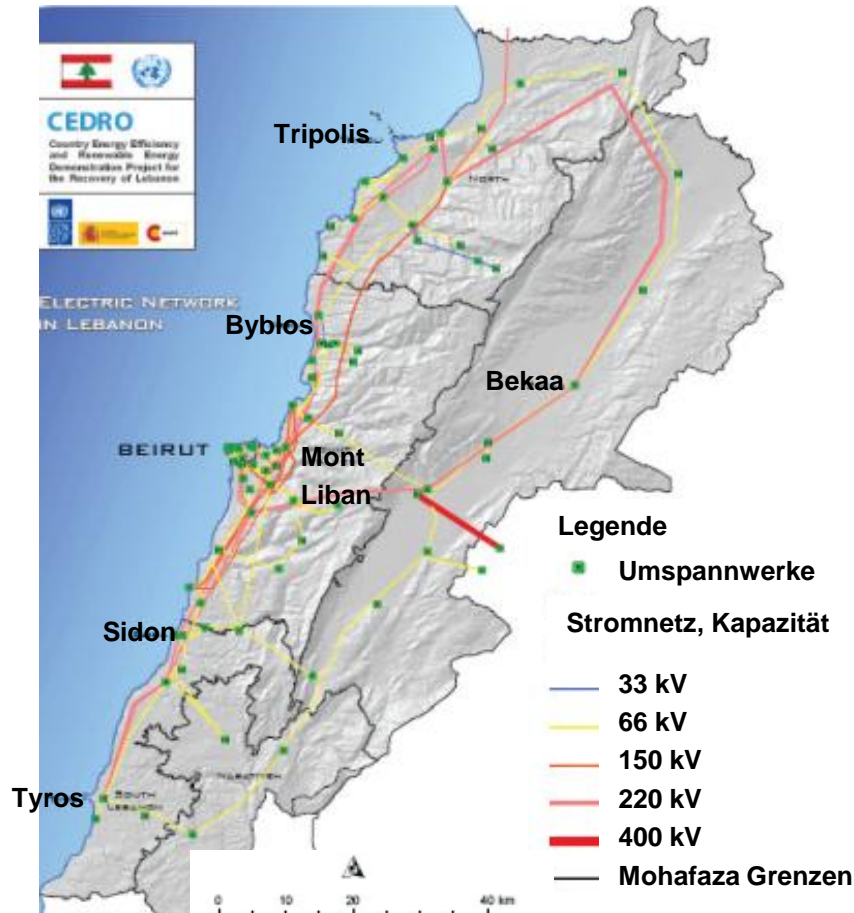 CEDRO
Country Energy Efficiency
and Renewable Energy
Demonstration Project for
the Recovery of Lebanon
ELECTRIC NETWORK
IN LEBANON
Tripolis
NORTH
Byblos
Bekaa
BEIRUT
Mont
Liban
Sidon
Tyros
SOUTH
LEBANON
NABATIYEH
Legende
Umspannwerke
Stromnetz, Kapazität
33 kV
66 kV
150 kV
220 kV
400 kV
Mohafaza Grenzen
0 10 20 40 km